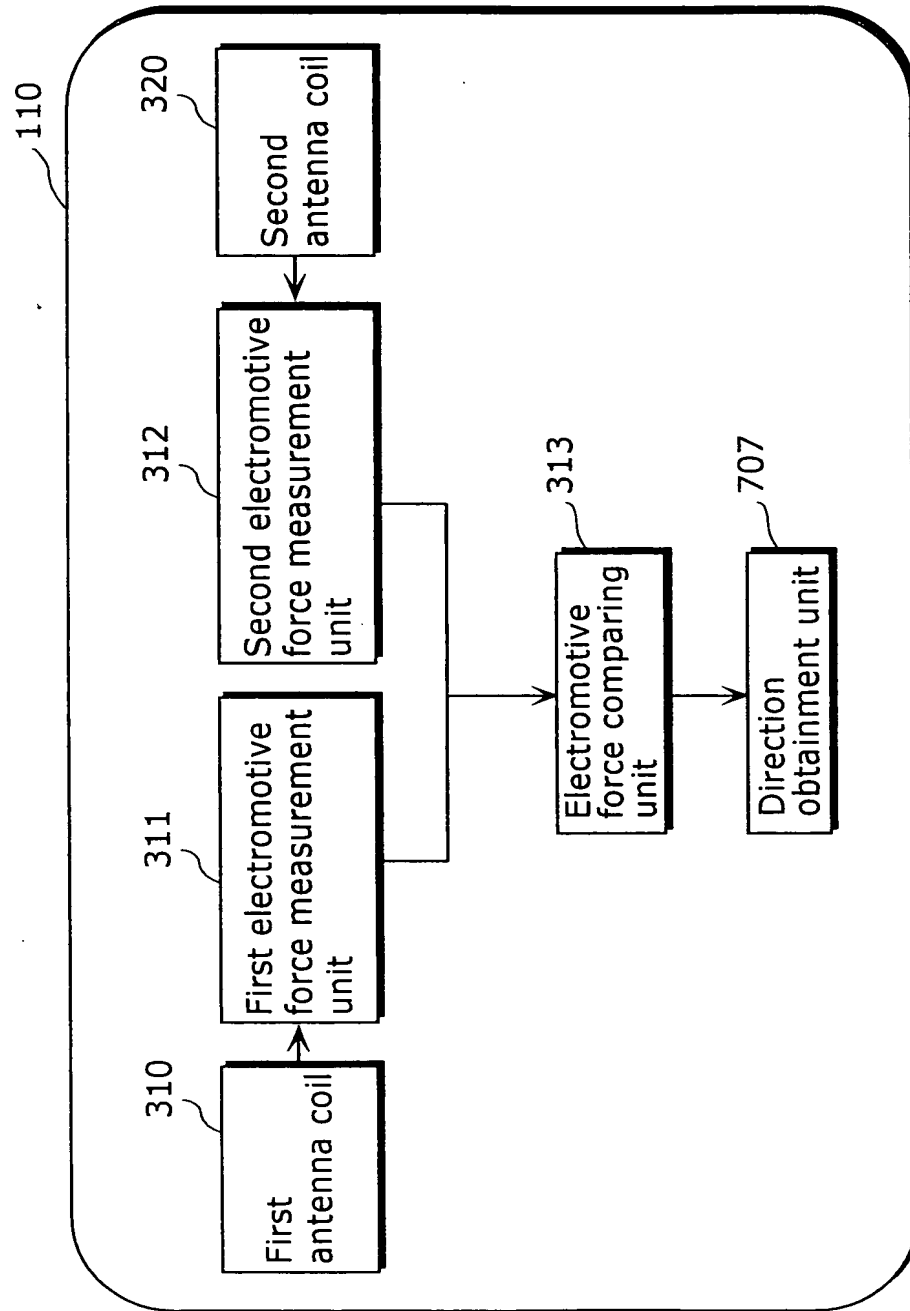 110
310
First
antenna coil
311
First electromotive
force measurement
unit
312
Second electromotive
force measurement
unit
320
Second
antenna coil
313
Electromotive
force comparing
unit
707
Direction
obtainment unit